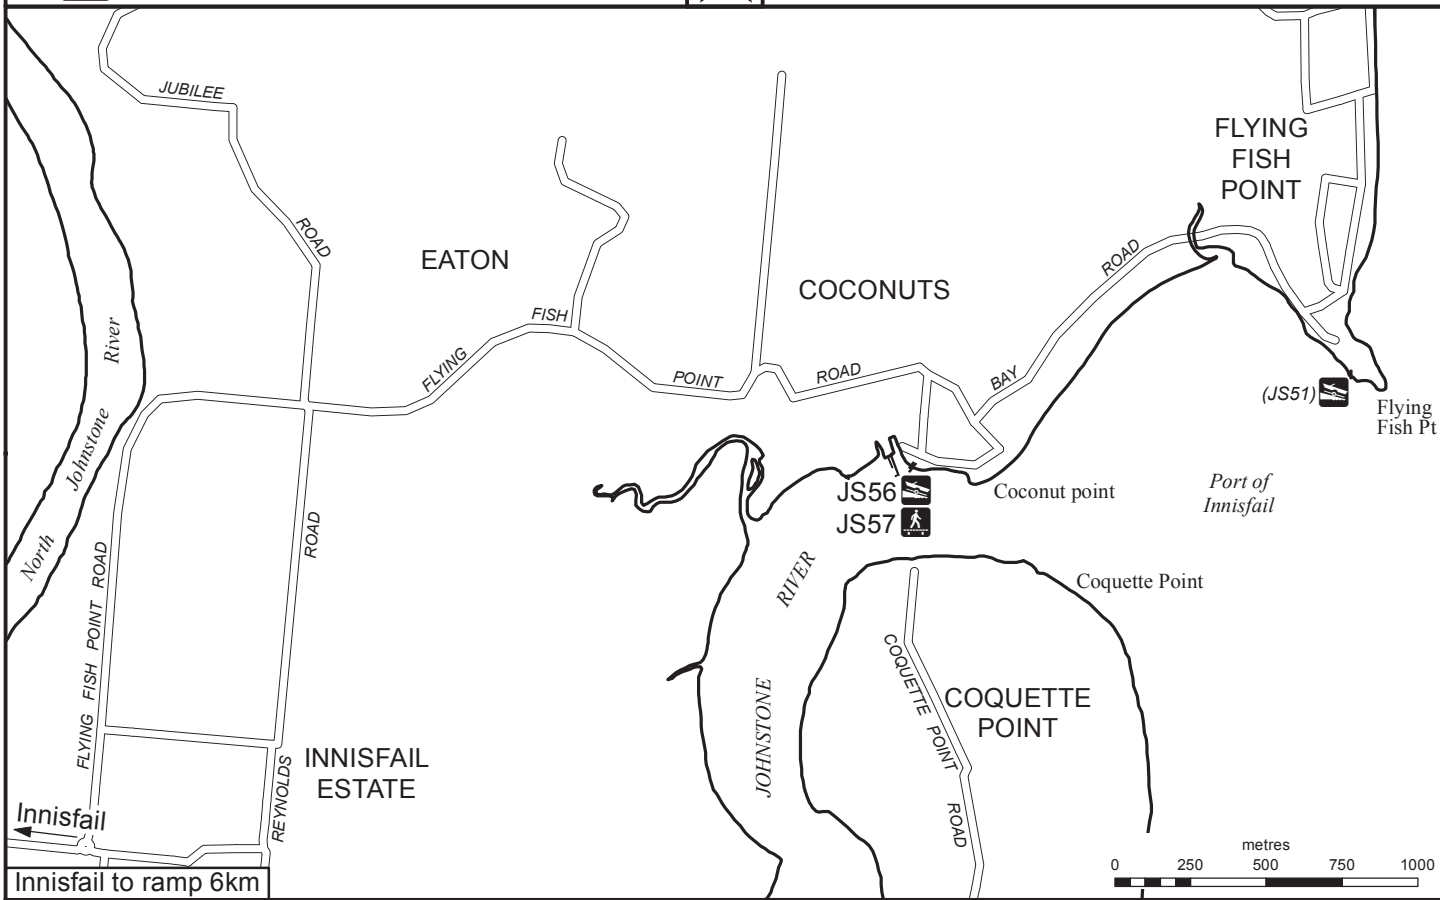 JUBILEE
ROAD
FLYING
FISH
POINT
EATON
COCONUTS
ROAD
River
FISH
FLYING
POINT
ROAD
BAY
(JS51)
Flying
Fish Pt
Johnstone
North
JS56
JS57
Coconut point
Port of
Innisfail
ROAD
FLYING FISH POINT ROAD
RIVER
Coquette Point
JOHNSTONE
COQUETTE POINT
ROAD
COQUETTE
POINT
INNISFAIL
ESTATE
REYNOLDS
Innisfail
Innisfail to ramp 6km
metres
0 250 500 750 1000